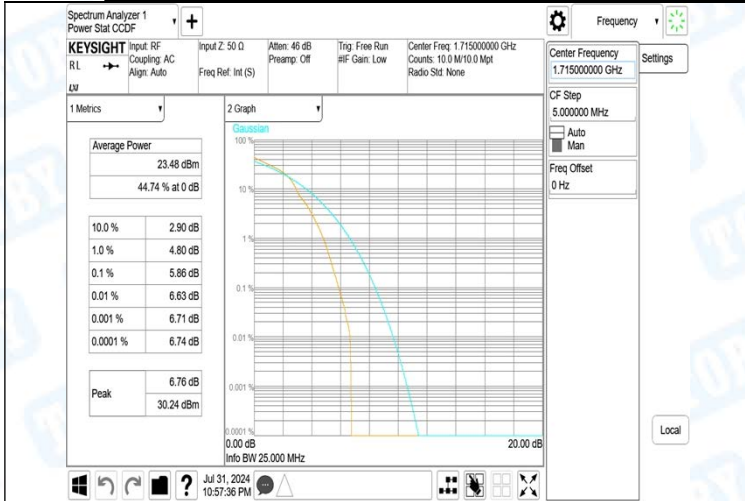 Spectrum Analyzer 1
Power Stat CCDF
Frequency
KEYSIGHT
RL
LXI
Input: RF
Coupling: AC
Align: Auto
Input Z: 50 Ω
Freq Ref: Int (S)
Atten: 46 dB
Preamp: Off
Trig: Free Run
#IF Gain: Low
Center Freq: 1.715000000 GHz
Counts: 10.0 M/10.0 Mpt
Radio Std: None
Center Frequency
1.715000000 GHz
Settings
CF Step
5.000000 MHz
Auto
Man
Freq Offset
0 Hz
1 Metrics
Average Power
23.48 dBm
44.74 % at 0 dB
10.0 % 2.90 dB
1.0 % 4.80 dB
0.1 % 5.86 dB
0.01 % 6.63 dB
0.001 % 6.71 dB
0.0001 % 6.74 dB
Peak
6.76 dB
30.24 dBm
2 Graph
Gaussian
100 %
10 %
1 %
0.1 %
0.01 %
0.001 %
0.0001 %
0.00 dB
20.00 dB
Info BW 25.000 MHz
Local
Jul 31, 2024
10:57:36 PM